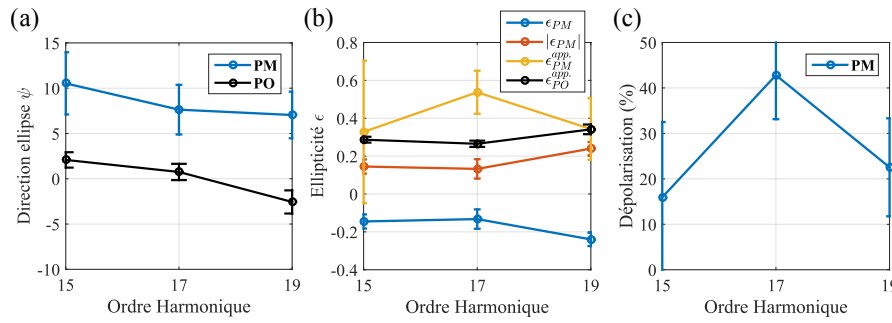 (a)
Direction ellipse ψ
15
10
5
0
-5
-10
15 17 19
Ordre Harmonique
PM
PO
(b)
Ellipticité ϵ
0.8
0.6
0.4
0.2
0
-0.2
-0.4
15 17 19
Ordre Harmonique
ϵ_PM
|ϵ_PM|
ϵ_PM^app.
ϵ_PO^app.
(c)
Dépolarisation (%)
50
40
30
20
10
0
15 17 19
Ordre Harmonique
PM